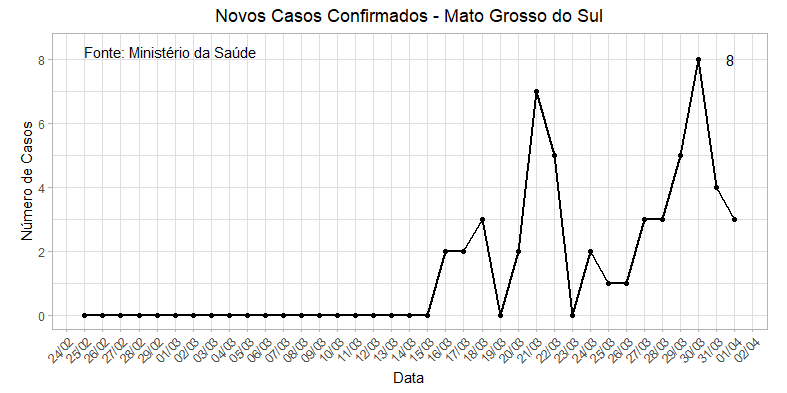 Novos Casos Confirmados - Mato Grosso do Sul
Fonte: Ministério da Saúde
8
Número de Casos
8
6
4
2
0
24/02 25/02 26/02 27/02 28/02 29/02 01/03 02/03 03/03 04/03 05/03 06/03 07/03 08/03 09/03 10/03 11/03 12/03 13/03 14/03 15/03 16/03 17/03 18/03 19/03 20/03 21/03 22/03 23/03 24/03 25/03 26/03 27/03 28/03 29/03 30/03 31/03 01/04 02/04
Data